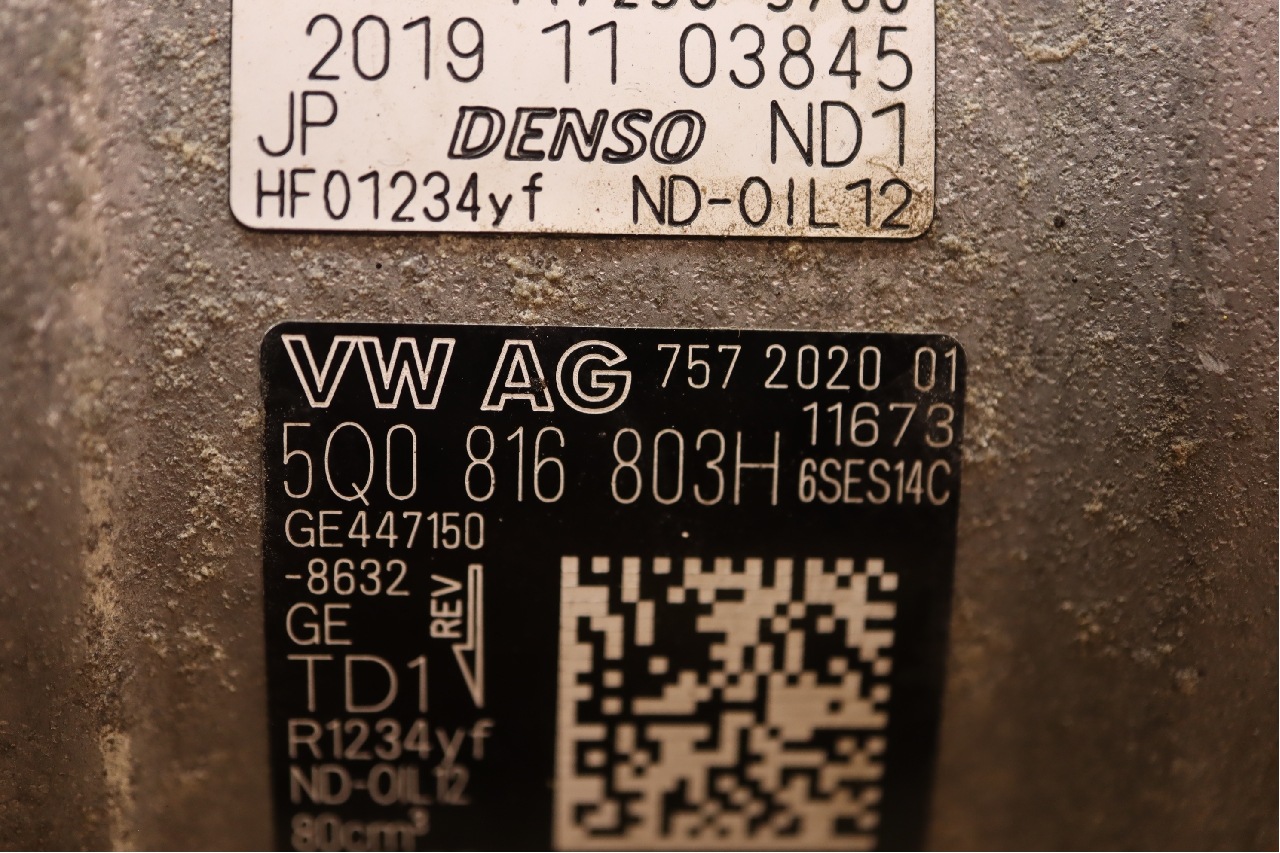 2019 11 03845
JP DENSO ND1
HF01234yf ND-OIL12
VW AG 757 2020 01
11673
5Q0 816 803H 6SES14C
GE447150
-8632
REV
GE
TD1
R1234yf
ND-OIL12
80cm³